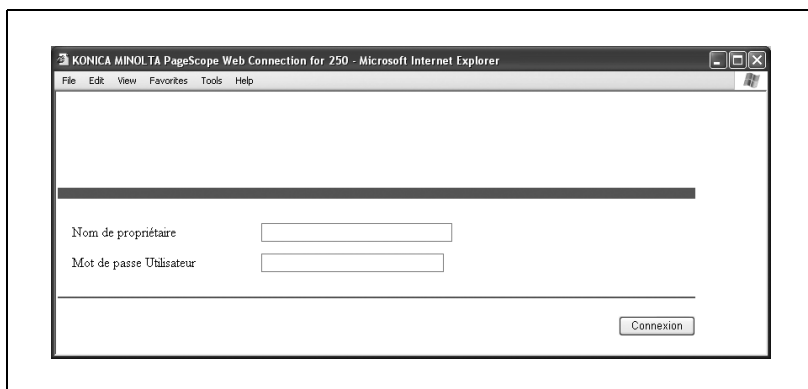 KONICA MINOLTA PageScope Web Connection for 250 - Microsoft Internet Explorer
File Edit View Favorites Tools Help
Nom de propriétaire
Mot de passe Utilisateur
Connexion